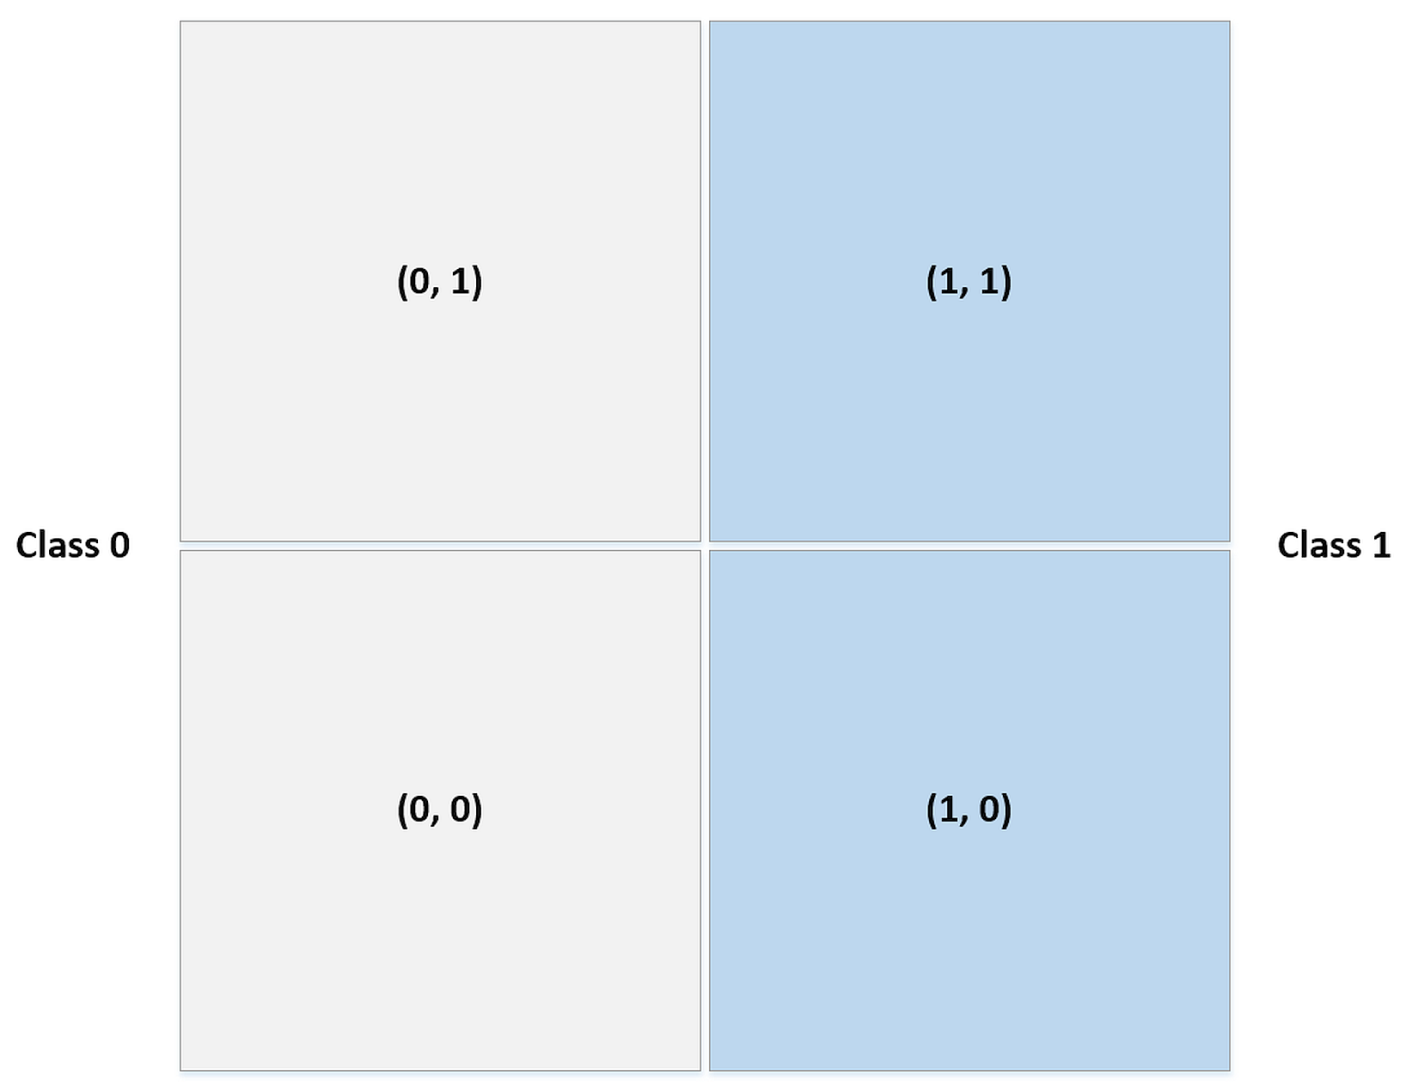 (0, 1)
(1, 1)
Class 0
Class 1
(0, 0)
(1, 0)